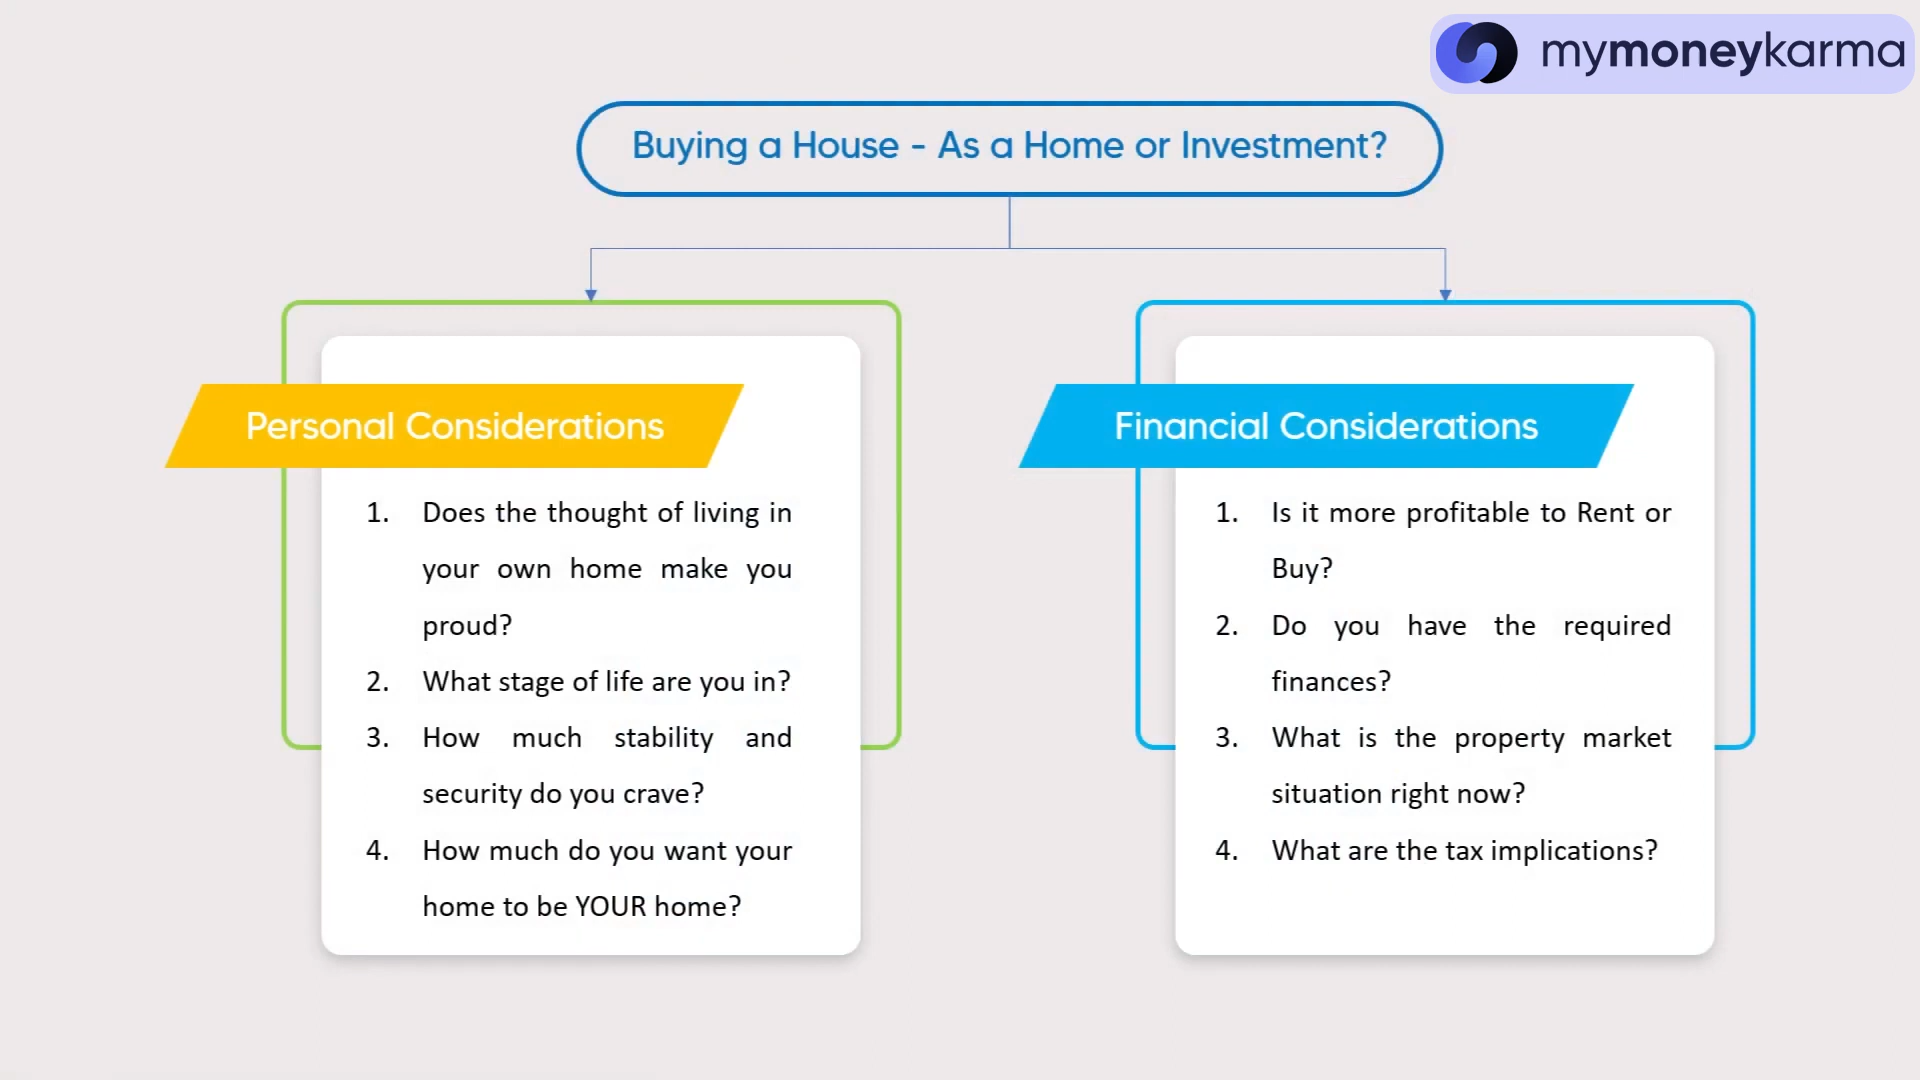 mymoneykarma
Buying a House - As a Home or Investment?
Personal Considerations
1. Does the thought of living in
your own home make you
proud?
2. What stage of life are you in?
3. How much stability and
security do you crave?
4. How much do you want your
home to be YOUR home?
Financial Considerations
1. Is it more profitable to Rent or
Buy?
2. Do you have the required
finances?
3. What is the property market
situation right now?
4. What are the tax implications?